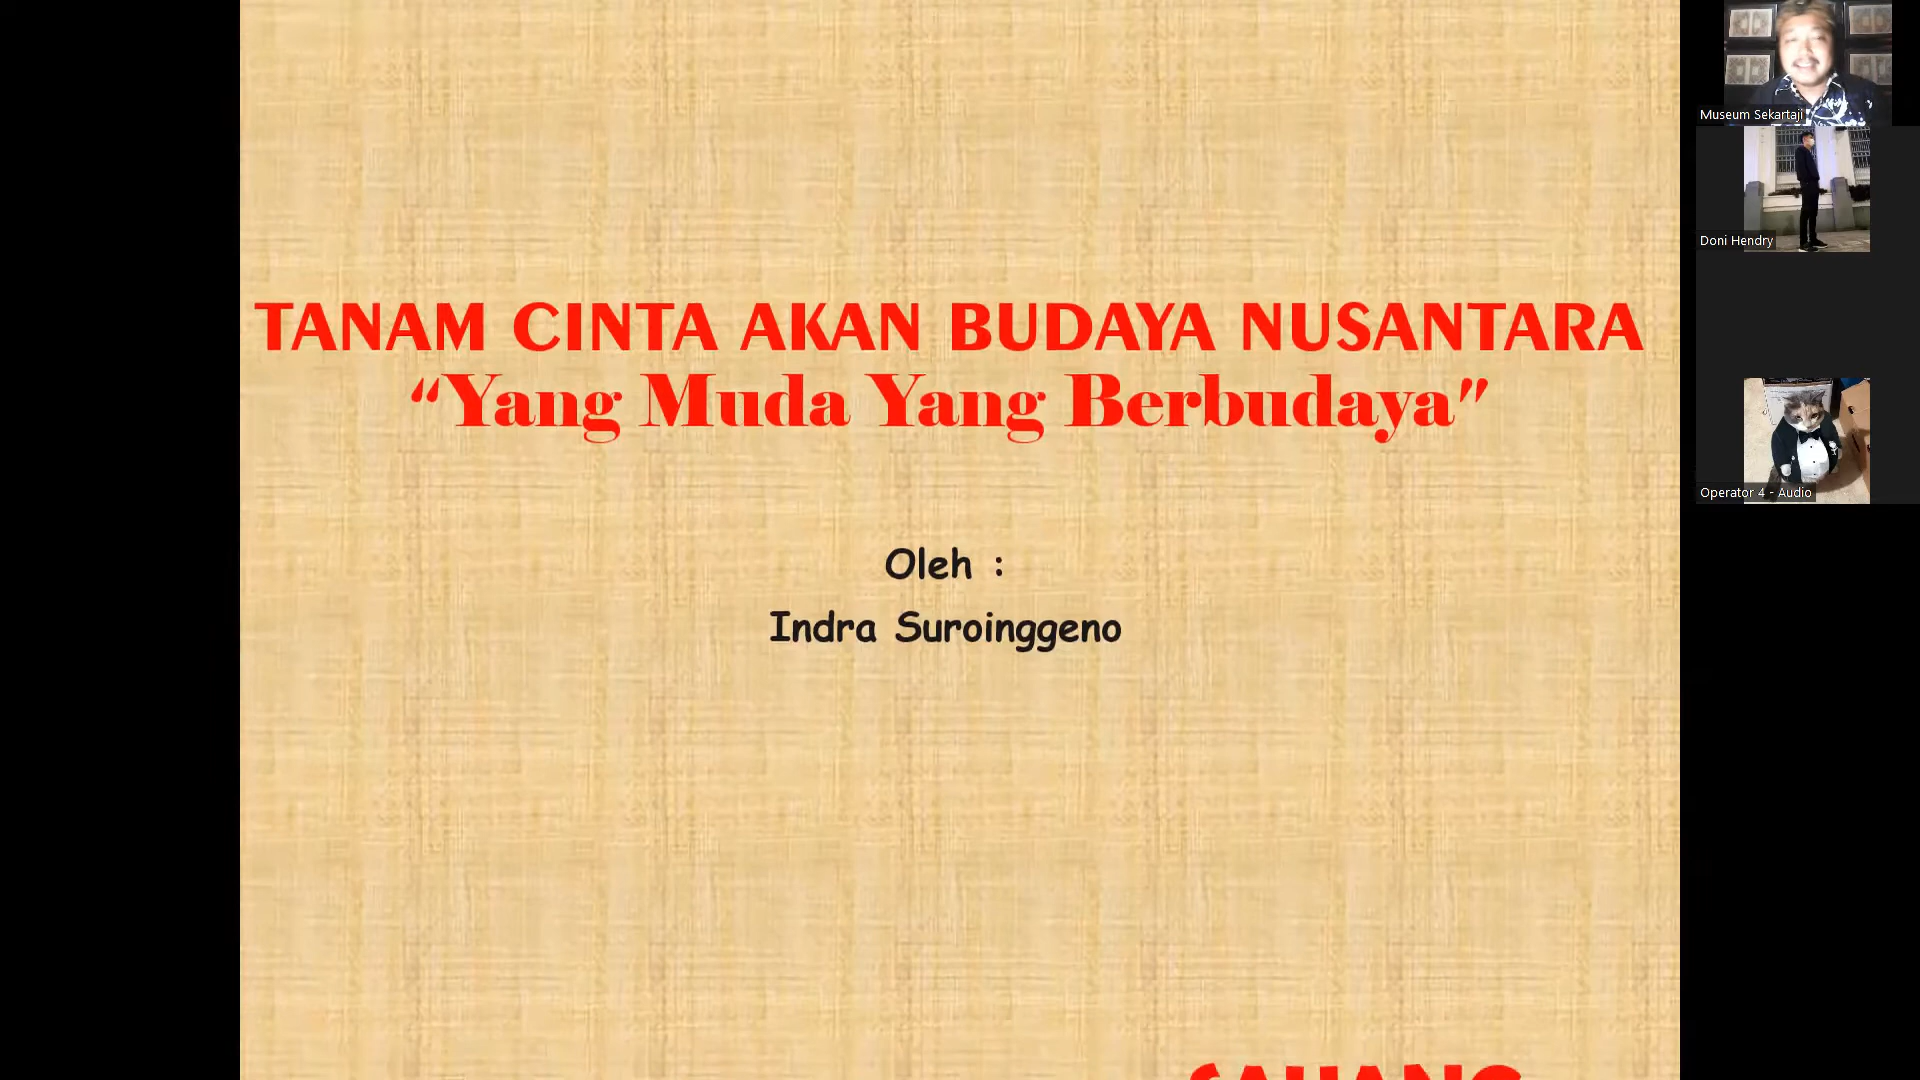 TANAM CINTA AKAN BUDAYA NUSANTARA
“Yang Muda Yang Berbudaya”
Oleh :
Indra Suroinggeno
Museum Sekartaji
Doni Hendry
Operator 4 - Audio